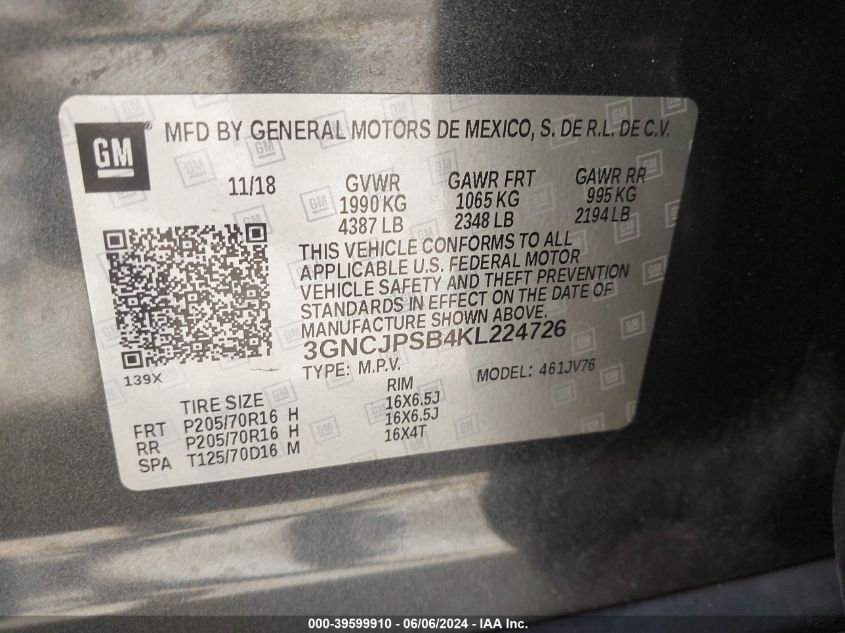 GM
MFD BY GENERAL MOTORS DE MEXICO, S. DE R.L. DE C.V.
11/18 GVWR GAWR FRT GAWR RR
1990 KG 1065 KG 995 KG
4387 LB 2348 LB 2194 LB
THIS VEHICLE CONFORMS TO ALL
APPLICABLE U.S. FEDERAL MOTOR
VEHICLE SAFETY AND THEFT PREVENTION
STANDARDS IN EFFECT ON THE DATE OF
MANUFACTURE SHOWN ABOVE.
3GNCJPSB4KL224726
139X
TYPE: M.P.V. MODEL: 461JV76
TIRE SIZE RIM
FRT P205/70R16 H 16X6.5J
RR P205/70R16 H 16X6.5J
SPA T125/70D16 M 16X4T
000-39599910 - 06/06/2024 - IAA Inc.